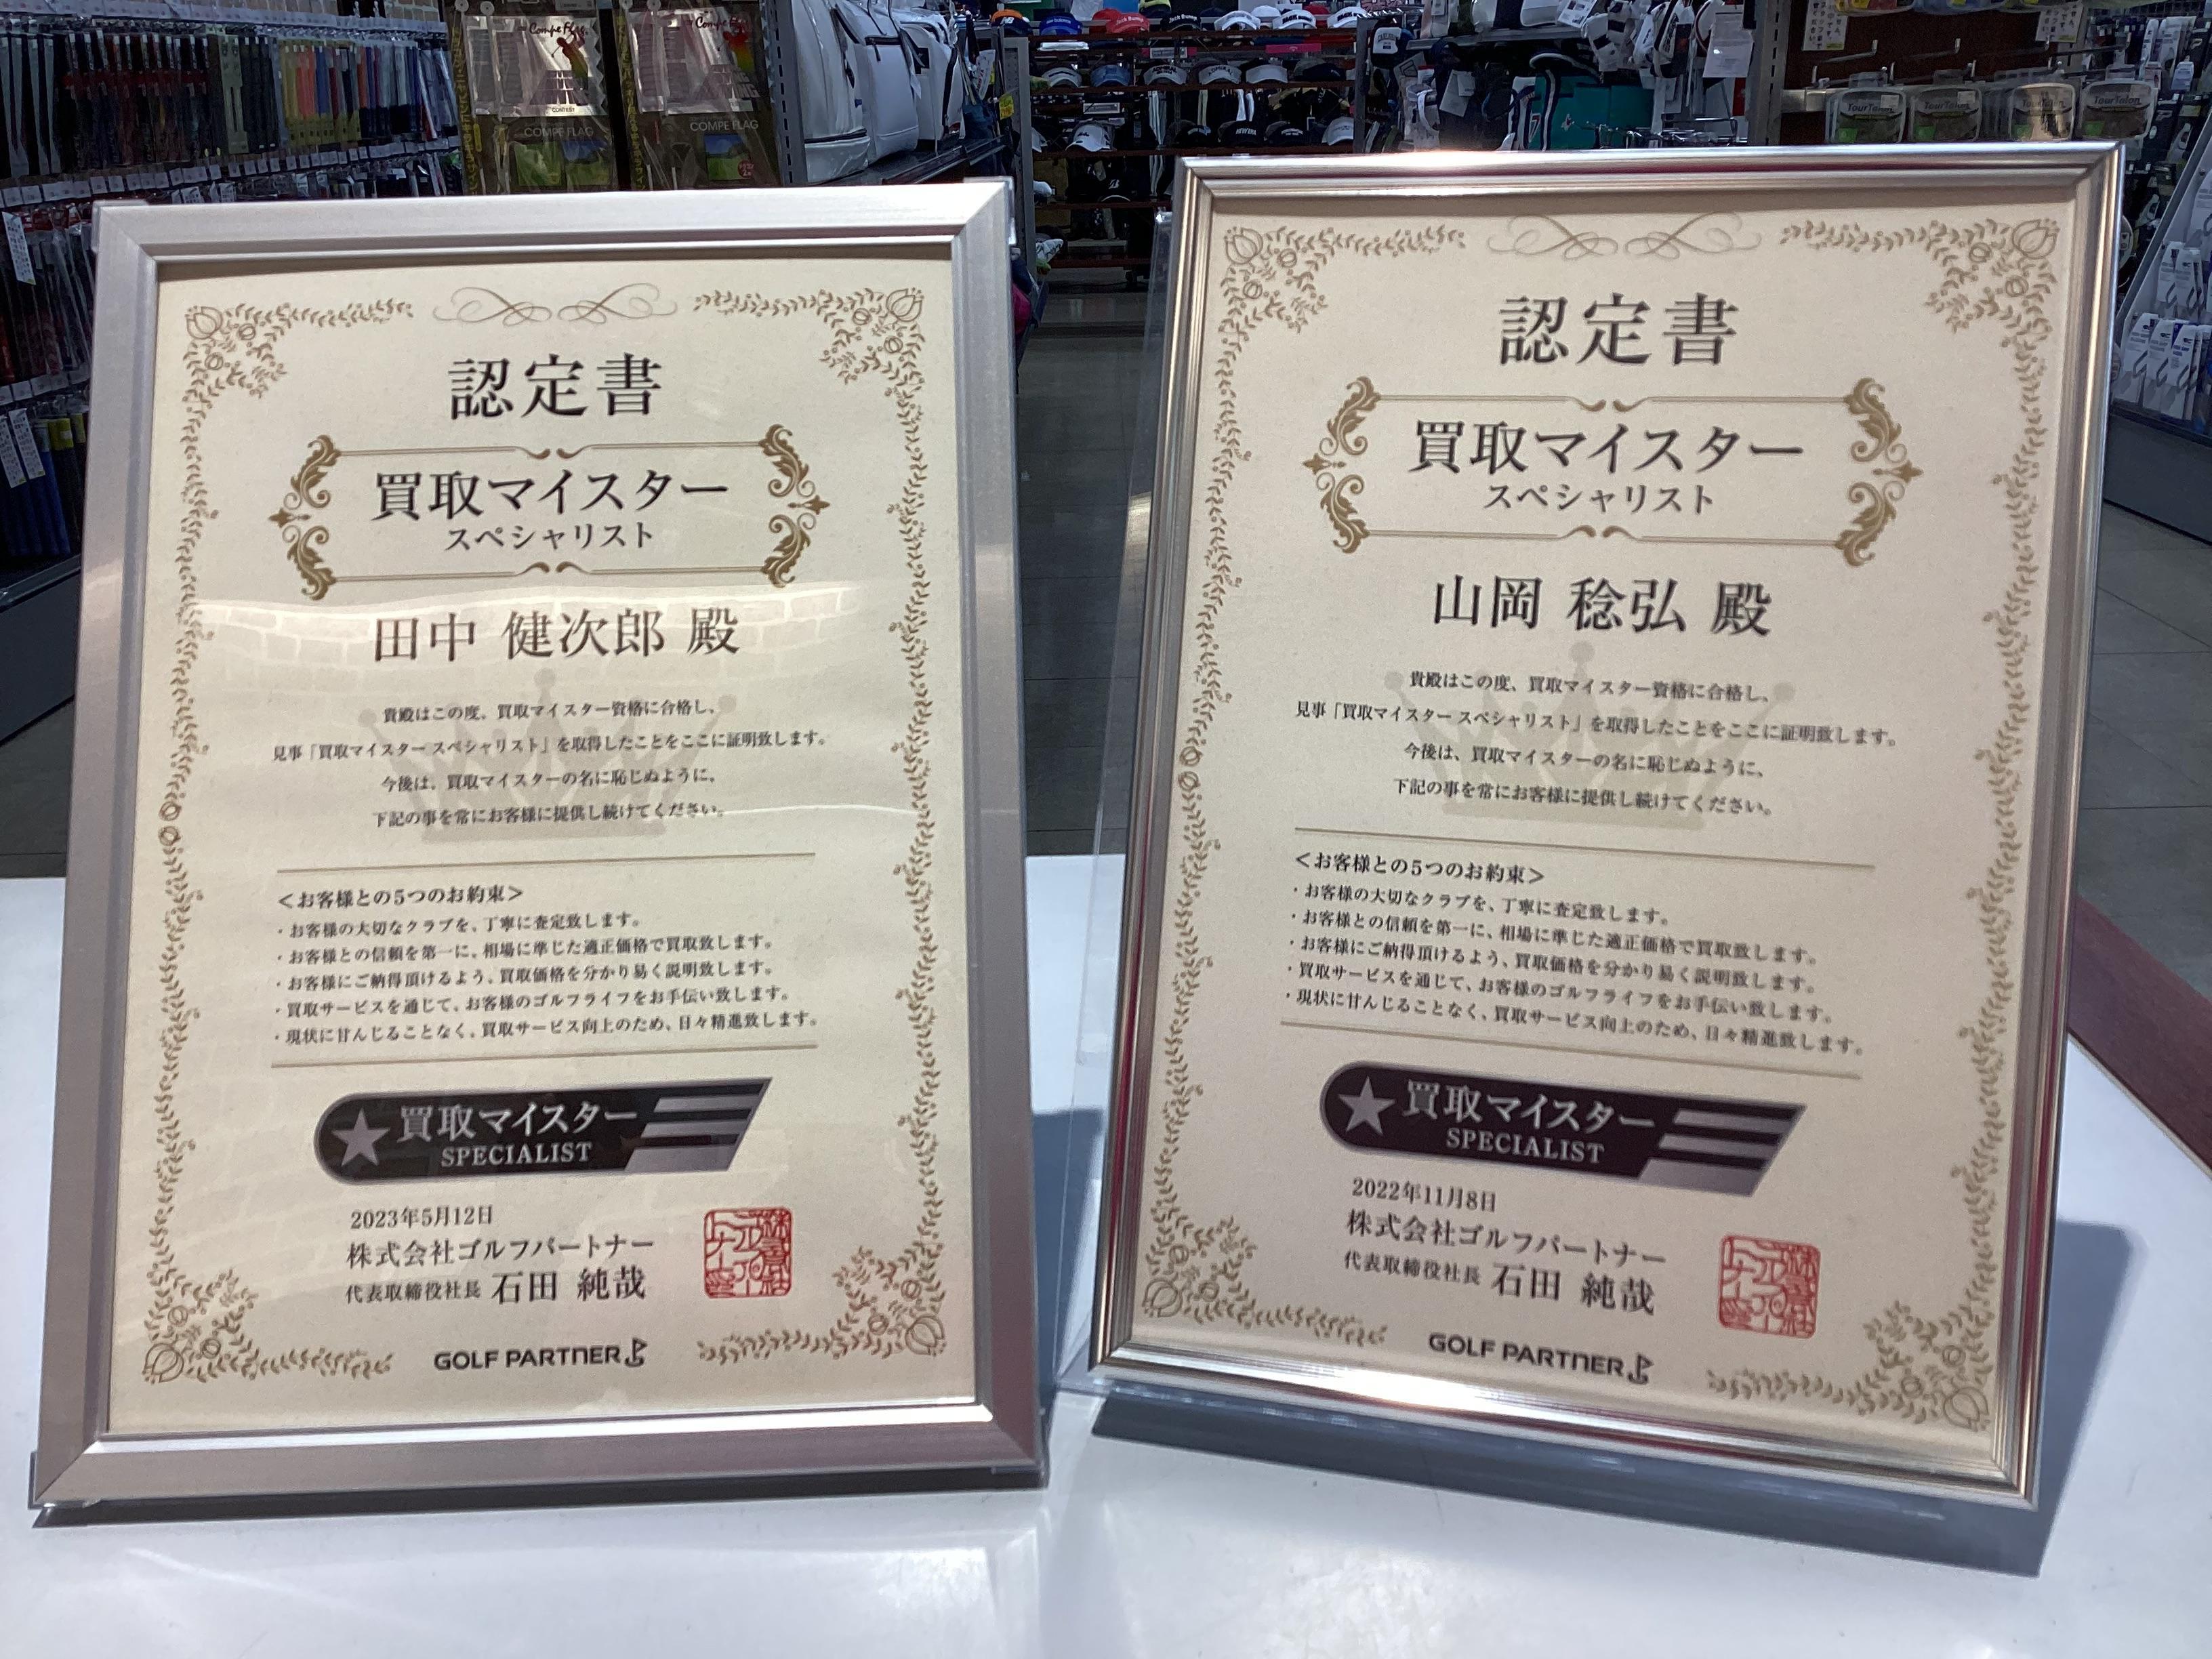 認定書
買取マイスター
スペシャリスト
田中 健次郎 殿
貴殿はこの度、買取マイスター資格に合格し、
見事「買取マイスター スペシャリスト」を取得したことをここに証明致します。
今後は、買取マイスターの名に恥じぬように、
下記の事を常にお客様に提供し続けてください。
＜お客様との5つのお約束＞
・お客様の大切なクラブを、丁寧に査定致します。
・お客様との信頼を第一に、相場に準じた適正価格で買取致します。
・お客様にご納得頂けるよう、買取価格を分かり易く説明致します。
・買取サービスを通じて、お客様のゴルフライフをお手伝い致します。
・現状に甘んじることなく、買取サービス向上のため、日々精進致します。
買取マイスター
SPECIALIST
2023年5月12日
株式会社ゴルフパートナー
代表取締役社長 石田 純哉
GOLF PARTNER
認定書
買取マイスター
スペシャリスト
山岡 稔弘 殿
貴殿はこの度、買取マイスター資格に合格し、
見事「買取マイスター スペシャリスト」を取得したことをここに証明致します。
今後は、買取マイスターの名に恥じぬように、
下記の事を常にお客様に提供し続けてください。
＜お客様との5つのお約束＞
・お客様の大切なクラブを、丁寧に査定致します。
・お客様との信頼を第一に、相場に準じた適正価格で買取致します。
・お客様にご納得頂けるよう、買取価格を分かり易く説明致します。
・買取サービスを通じて、お客様のゴルフライフをお手伝い致します。
・現状に甘んじることなく、買取サービス向上のため、日々精進致します。
買取マイスター
SPECIALIST
2022年11月8日
株式会社ゴルフパートナー
代表取締役社長 石田 純哉
GOLF PARTNER
Compe Flag
CONTEST
COMPE FLAG
COMPE FLAG
TourTalon
TourTalon
TourTalon
TourTalon